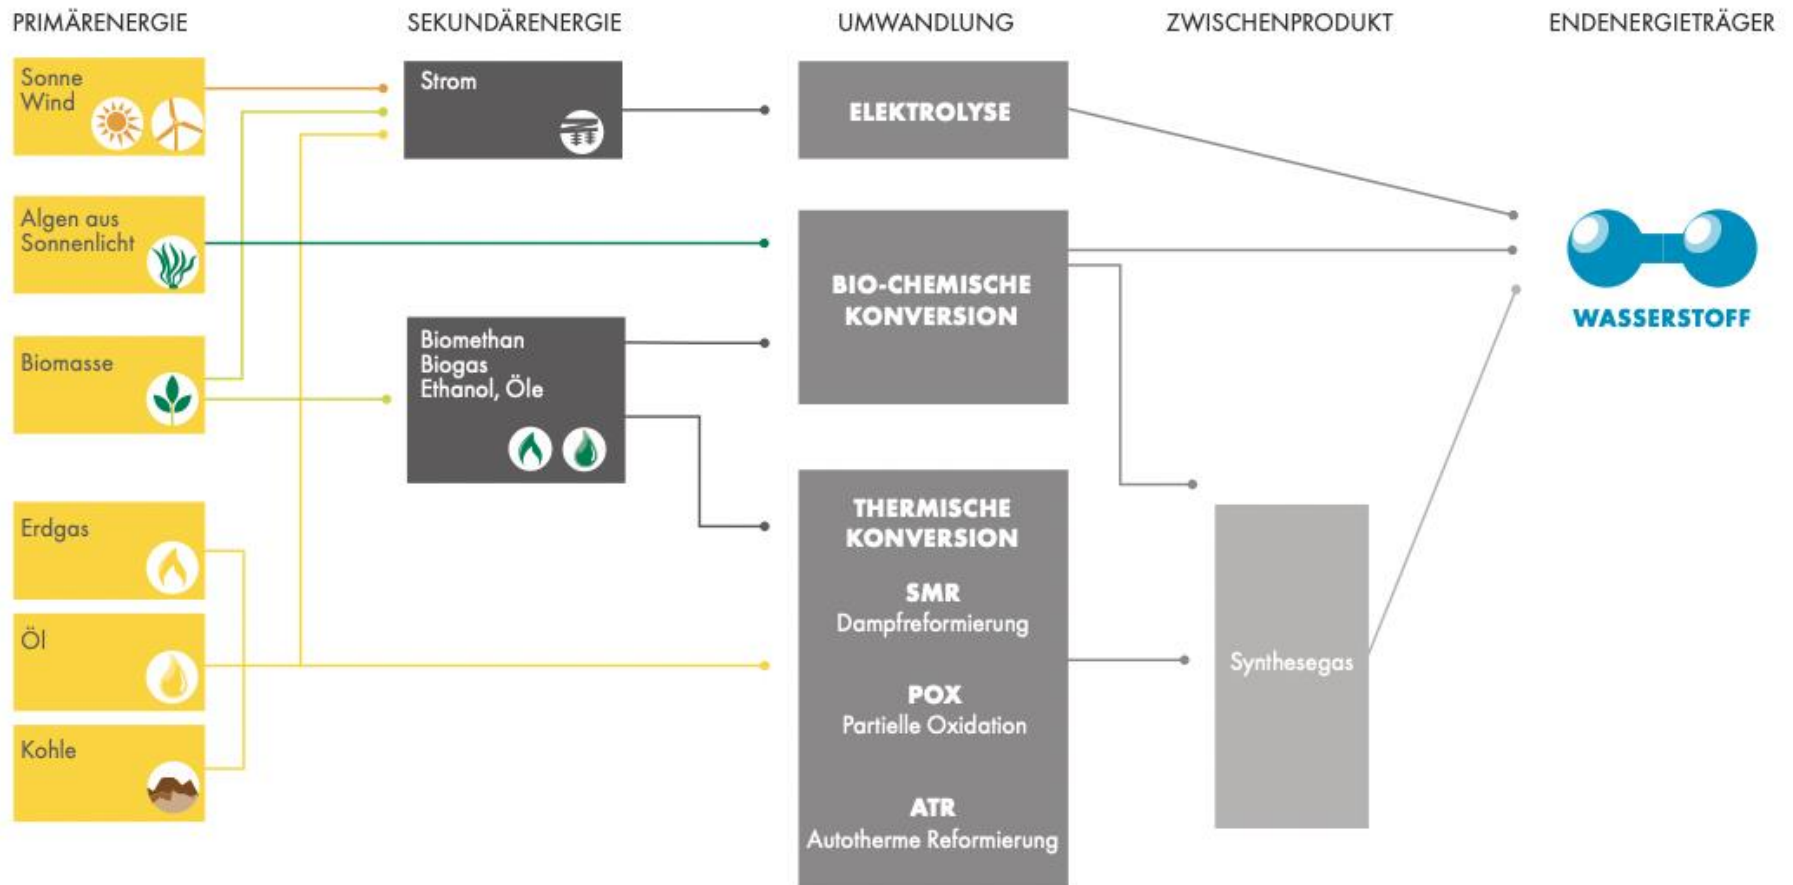 PRIMÄRENERGIE
SEKUNDÄRENERGIE
UMWANDLUNG
ZWISCHENPRODUKT
ENDENERGIETRÄGER
Sonne
Wind
Strom
ELEKTROLYSE
Algen aus
Sonnenlicht
BIO-CHEMISCHE
KONVERSION
WASSERSTOFF
Biomasse
Biomethan
Biogas
Ethanol, Öle
Erdgas
Öl
Kohle
THERMISCHE
KONVERSION
SMR
Dampfreformierung
POX
Partielle Oxidation
ATR
Autotherme Reformierung
Synthesegas